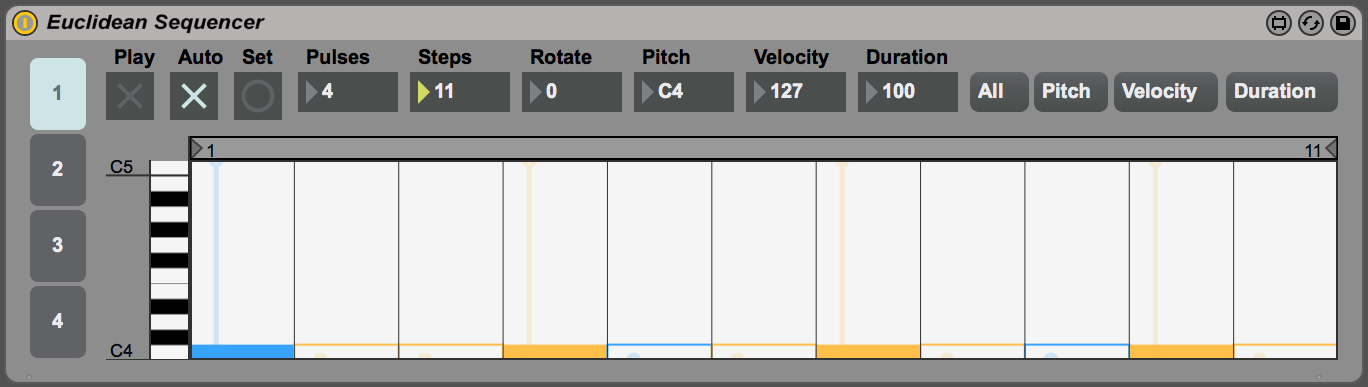 Euclidean Sequencer
Play Auto Set Pulses Steps Rotate Pitch Velocity Duration
1 4 11 0 C4 127 100 All Pitch Velocity Duration
1 11
2 C5
3
4
C4